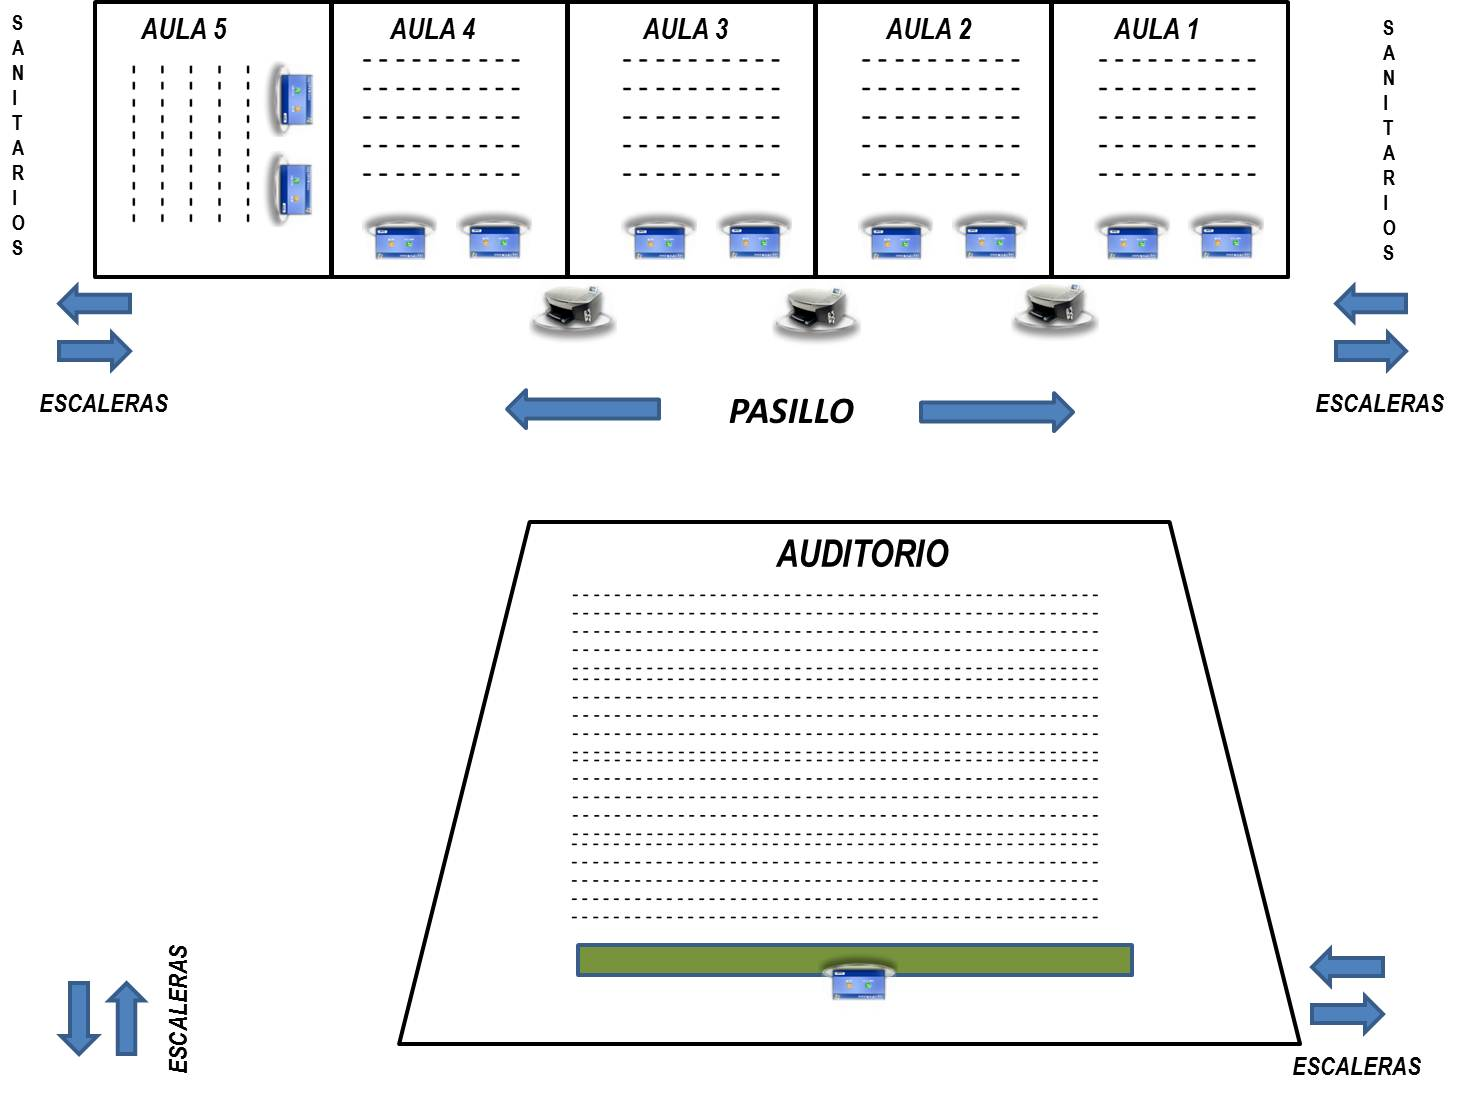 SANITARIOS
AULA 5
AULA 4
AULA 3
AULA 2
AULA 1
SANITARIOS
ESCALERAS
PASILLO
ESCALERAS
AUDITORIO
ESCALERAS
ESCALERAS